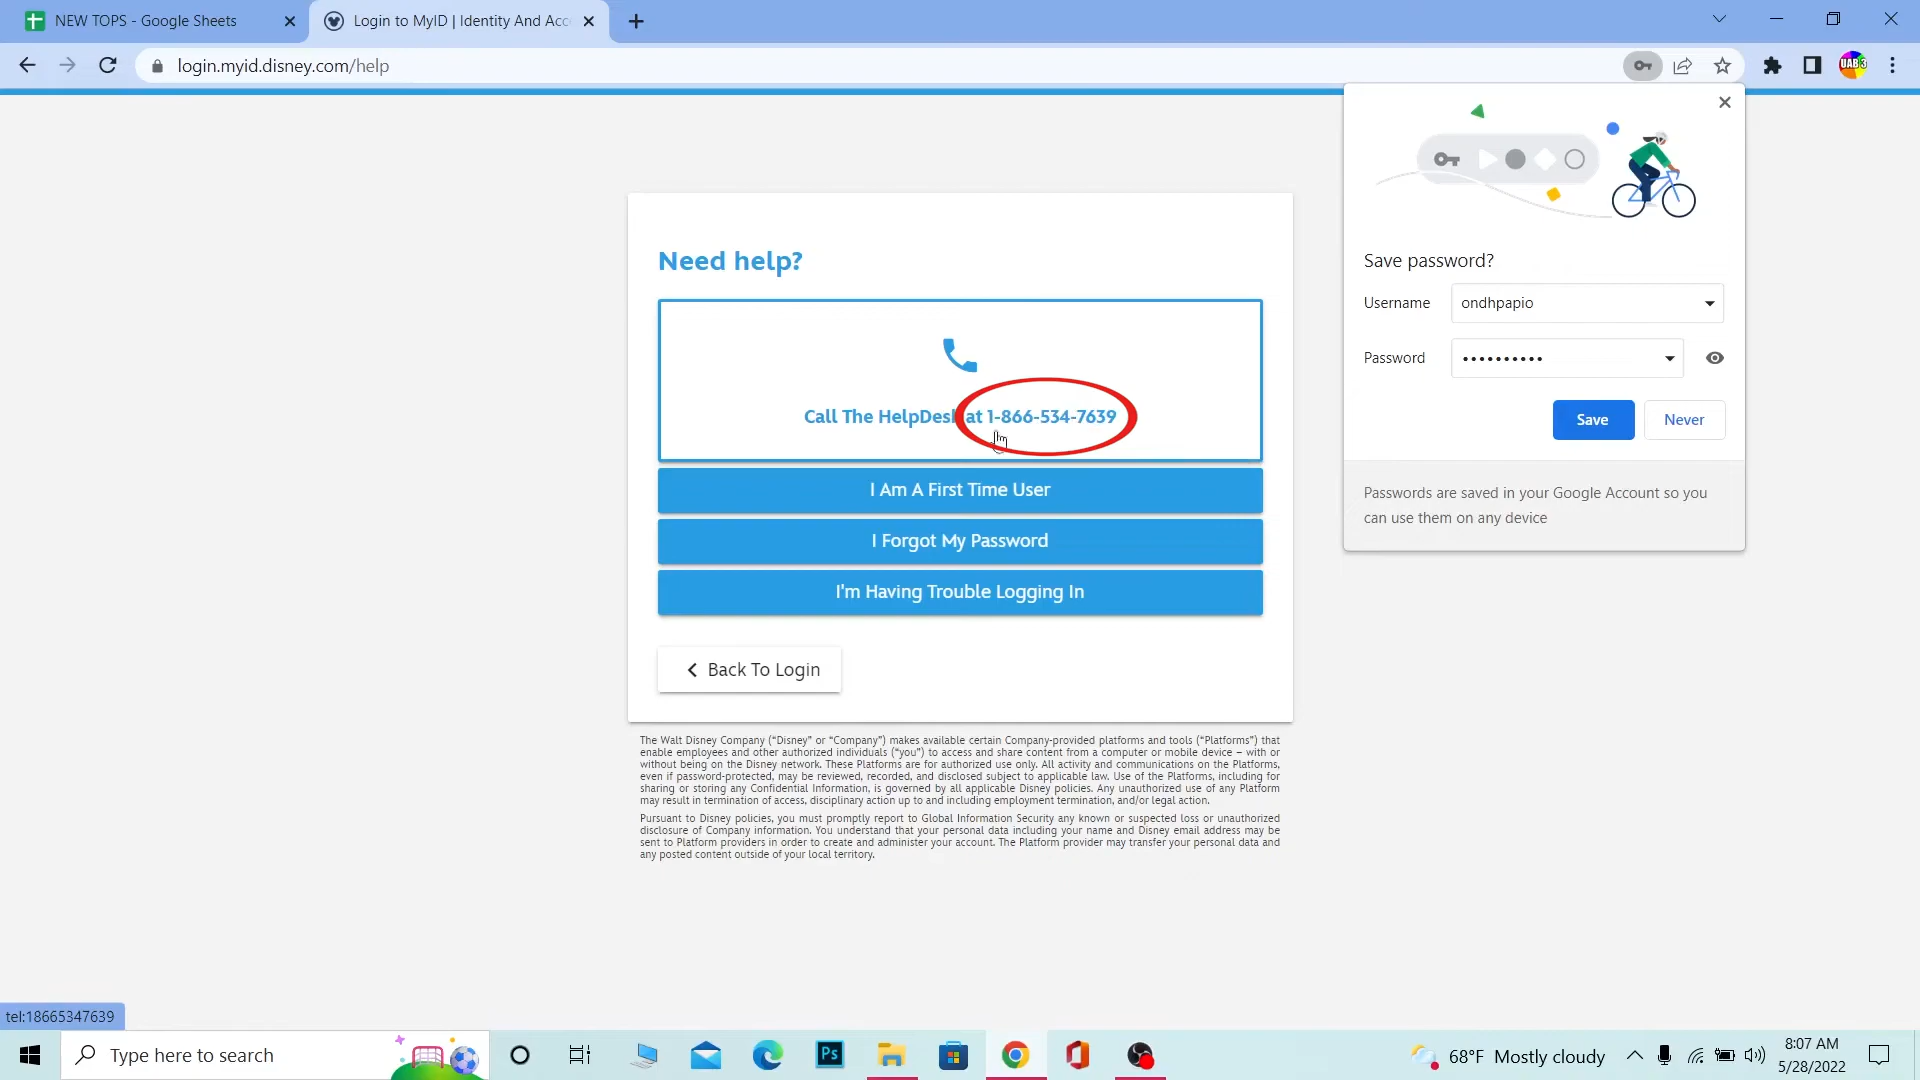 NEW TOPS - Google Sheets
Login to MyID | Identity And Acc
login.myid.disney.com/help
UAB 3
Save password?
Username
ondhpapio
Password
••••••••••
Save
Never
Passwords are saved in your Google Account so you
can use them on any device
Need help?
Call The HelpDesk at 1-866-534-7639
I Am A First Time User
I Forgot My Password
I'm Having Trouble Logging In
Back To Login
The Walt Disney Company (“Disney” or “Company”) makes available certain Company-provided platforms and tools (“Platforms”) that
enable employees and other authorized individuals (“you”) to access and share content from a computer or mobile device – with or
without being on the Disney network. These Platforms are for authorized use only. All activity and communications on the Platforms,
even if password-protected, may be reviewed, recorded, and disclosed subject to applicable law. Use of the Platforms, including for
sharing or storing any Confidential Information, is governed by all applicable Disney policies. Any unauthorized use of any Platform
may result in termination of access, disciplinary action up to and including employment termination, and/or legal action.
Pursuant to Disney policies, you must promptly report to Global Information Security any known or suspected loss or unauthorized
disclosure of Company information. You understand that your personal data including your name and Disney email address may be
sent to Platform providers in order to create and administer your account. The Platform provider may transfer your personal data and
any posted content outside of your local territory.
tel:18665347639
Type here to search
Ps
68°F Mostly cloudy
8:07 AM
5/28/2022